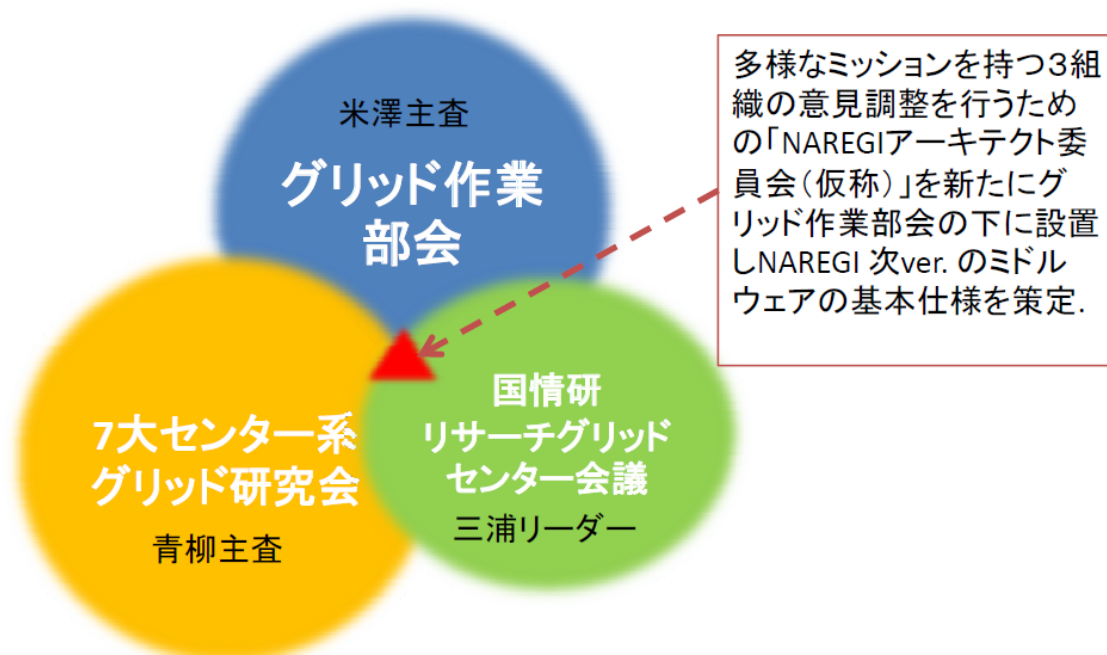 米澤主査
グリッド作業
部会
多様なミッションを持つ３組
織の意見調整を行うため
の「NAREGIアーキテクト委
員会（仮称）」を新たにグ
リッド作業部会の下に設置
しNAREGI 次ver. のミドル
ウェアの基本仕様を策定.
7大センター系
グリッド研究会
青柳主査
国情研
リサーチグリッド
センター会議
三浦リーダー